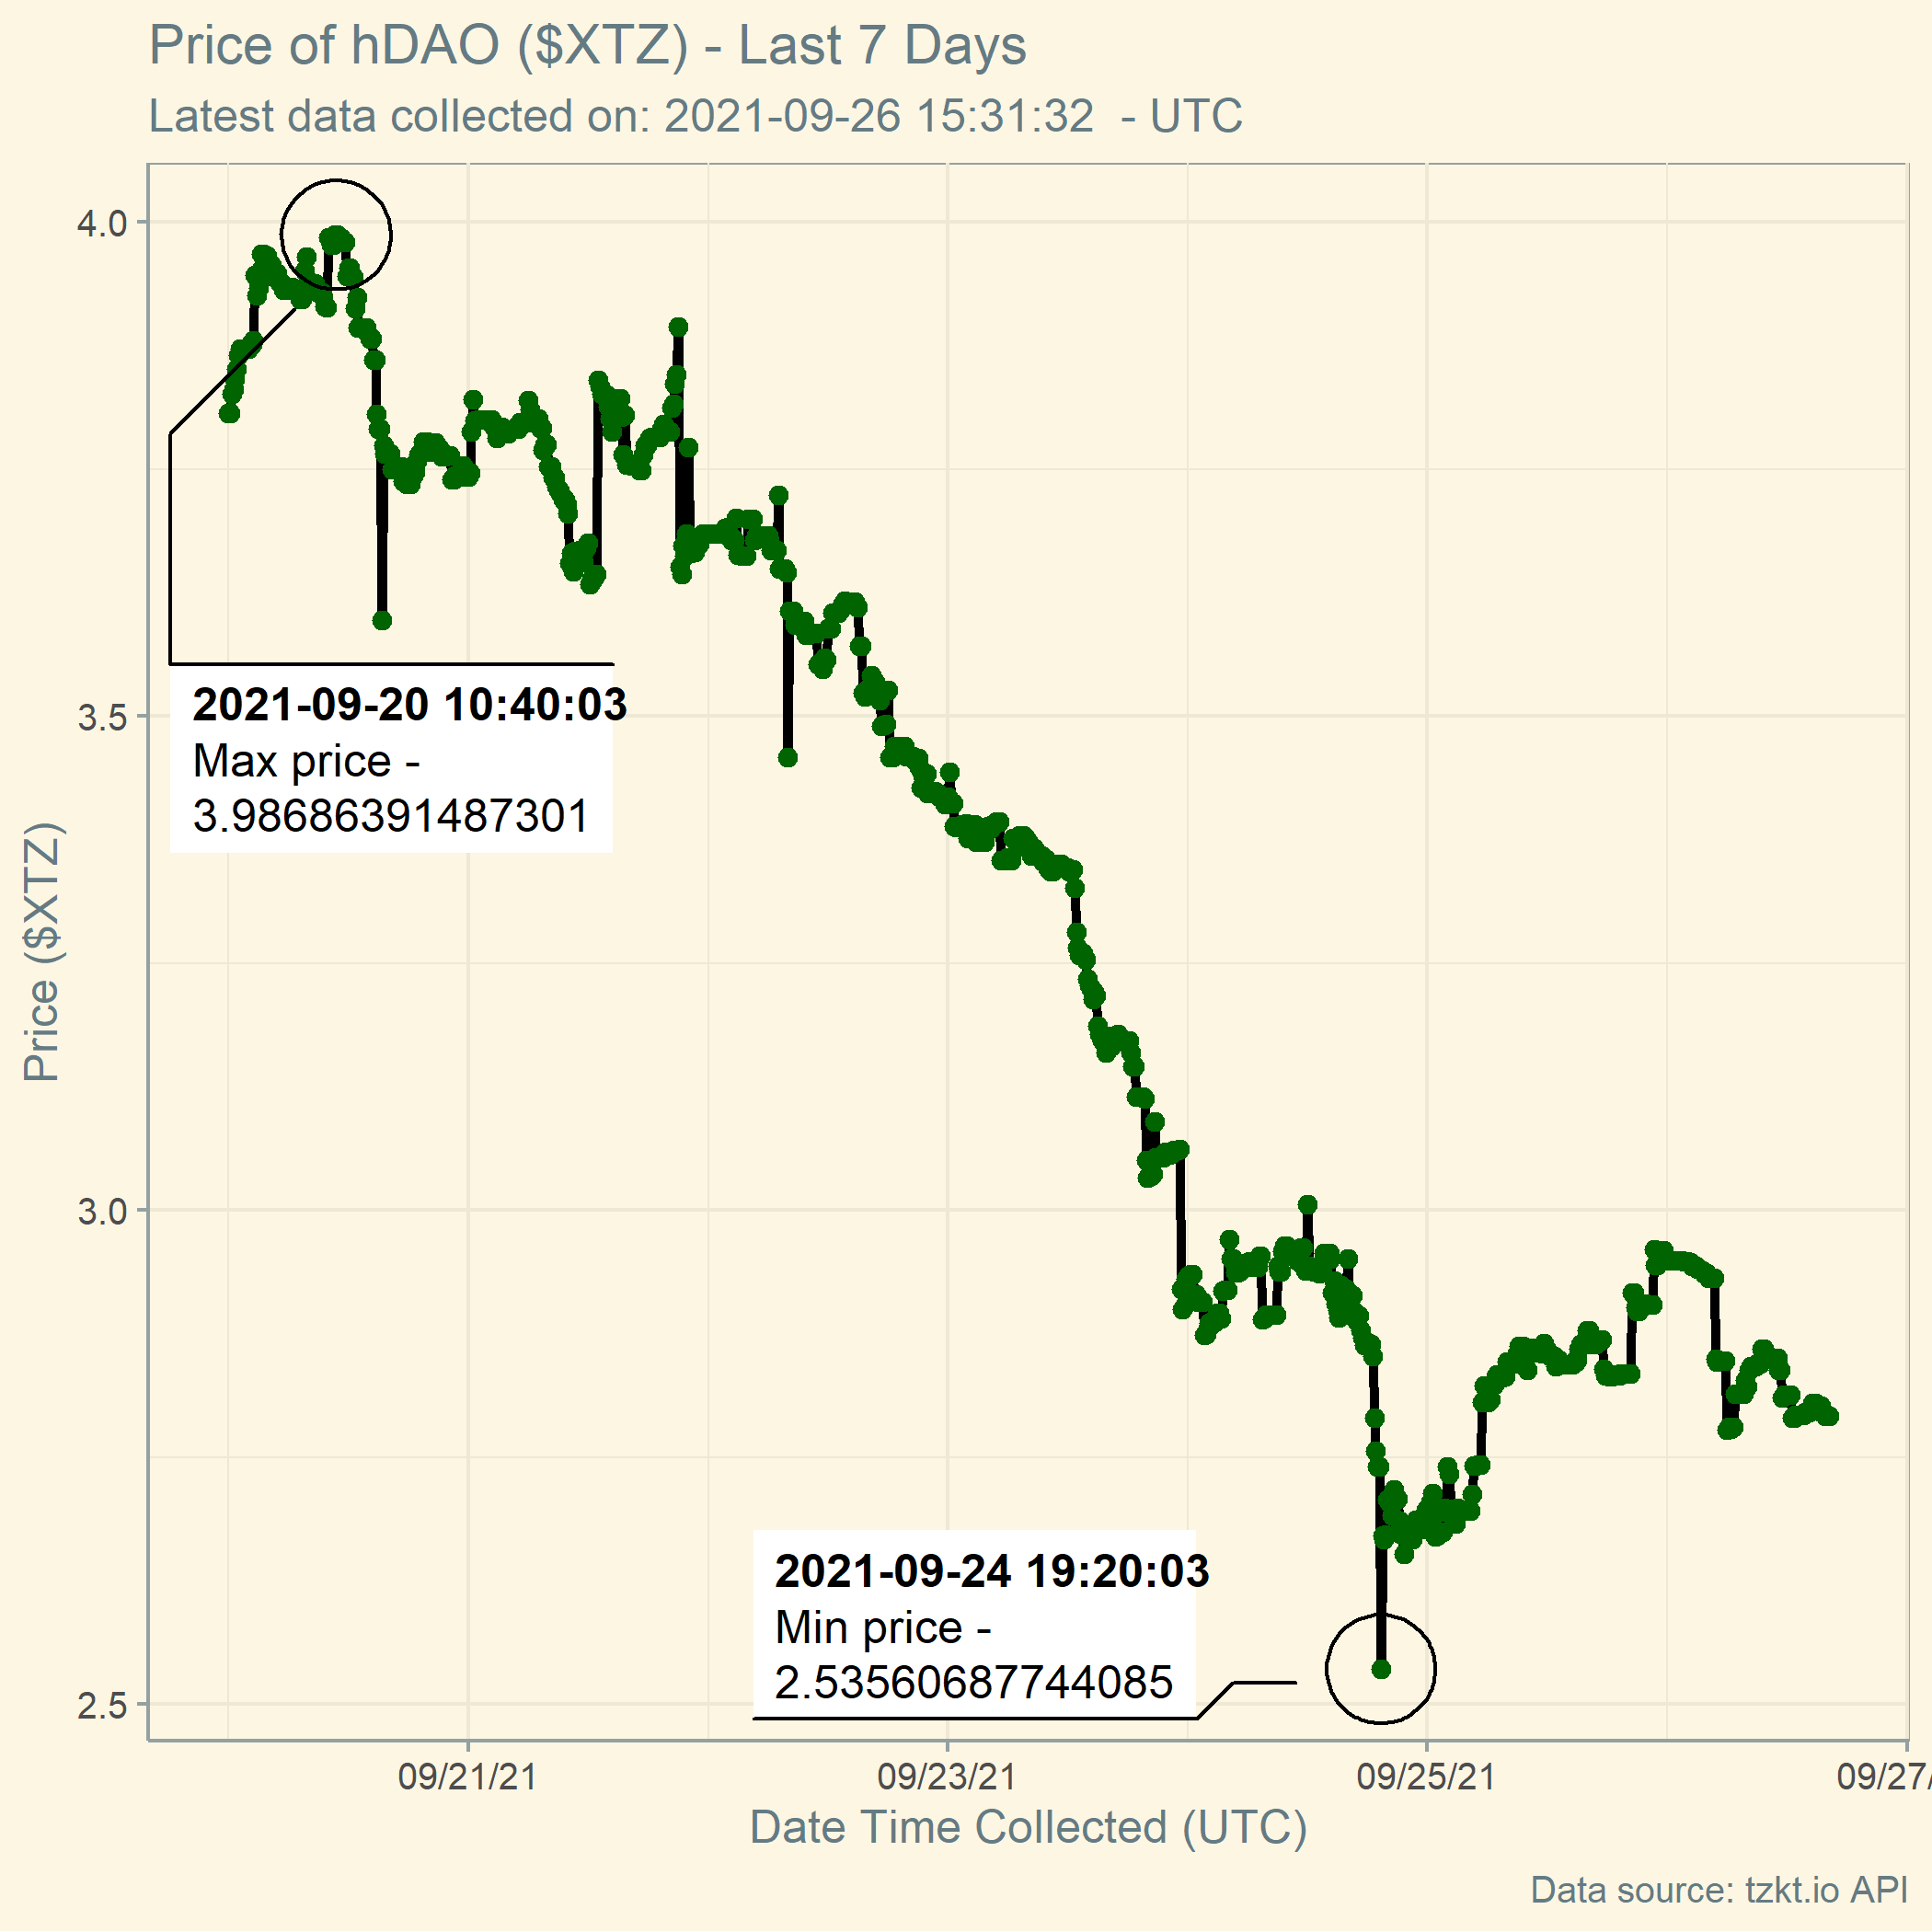 Price of hDAO ($XTZ) - Last 7 Days
Latest data collected on: 2021-09-26 15:31:32  - UTC
4.0
3.5
3.0
2.5
Price ($XTZ)
2021-09-20 10:40:03
Max price -
3.98686391487301
2021-09-24 19:20:03
Min price -
2.53560687744085
09/21/21
09/23/21
09/25/21
09/27/
Date Time Collected (UTC)
Data source: tzkt.io API